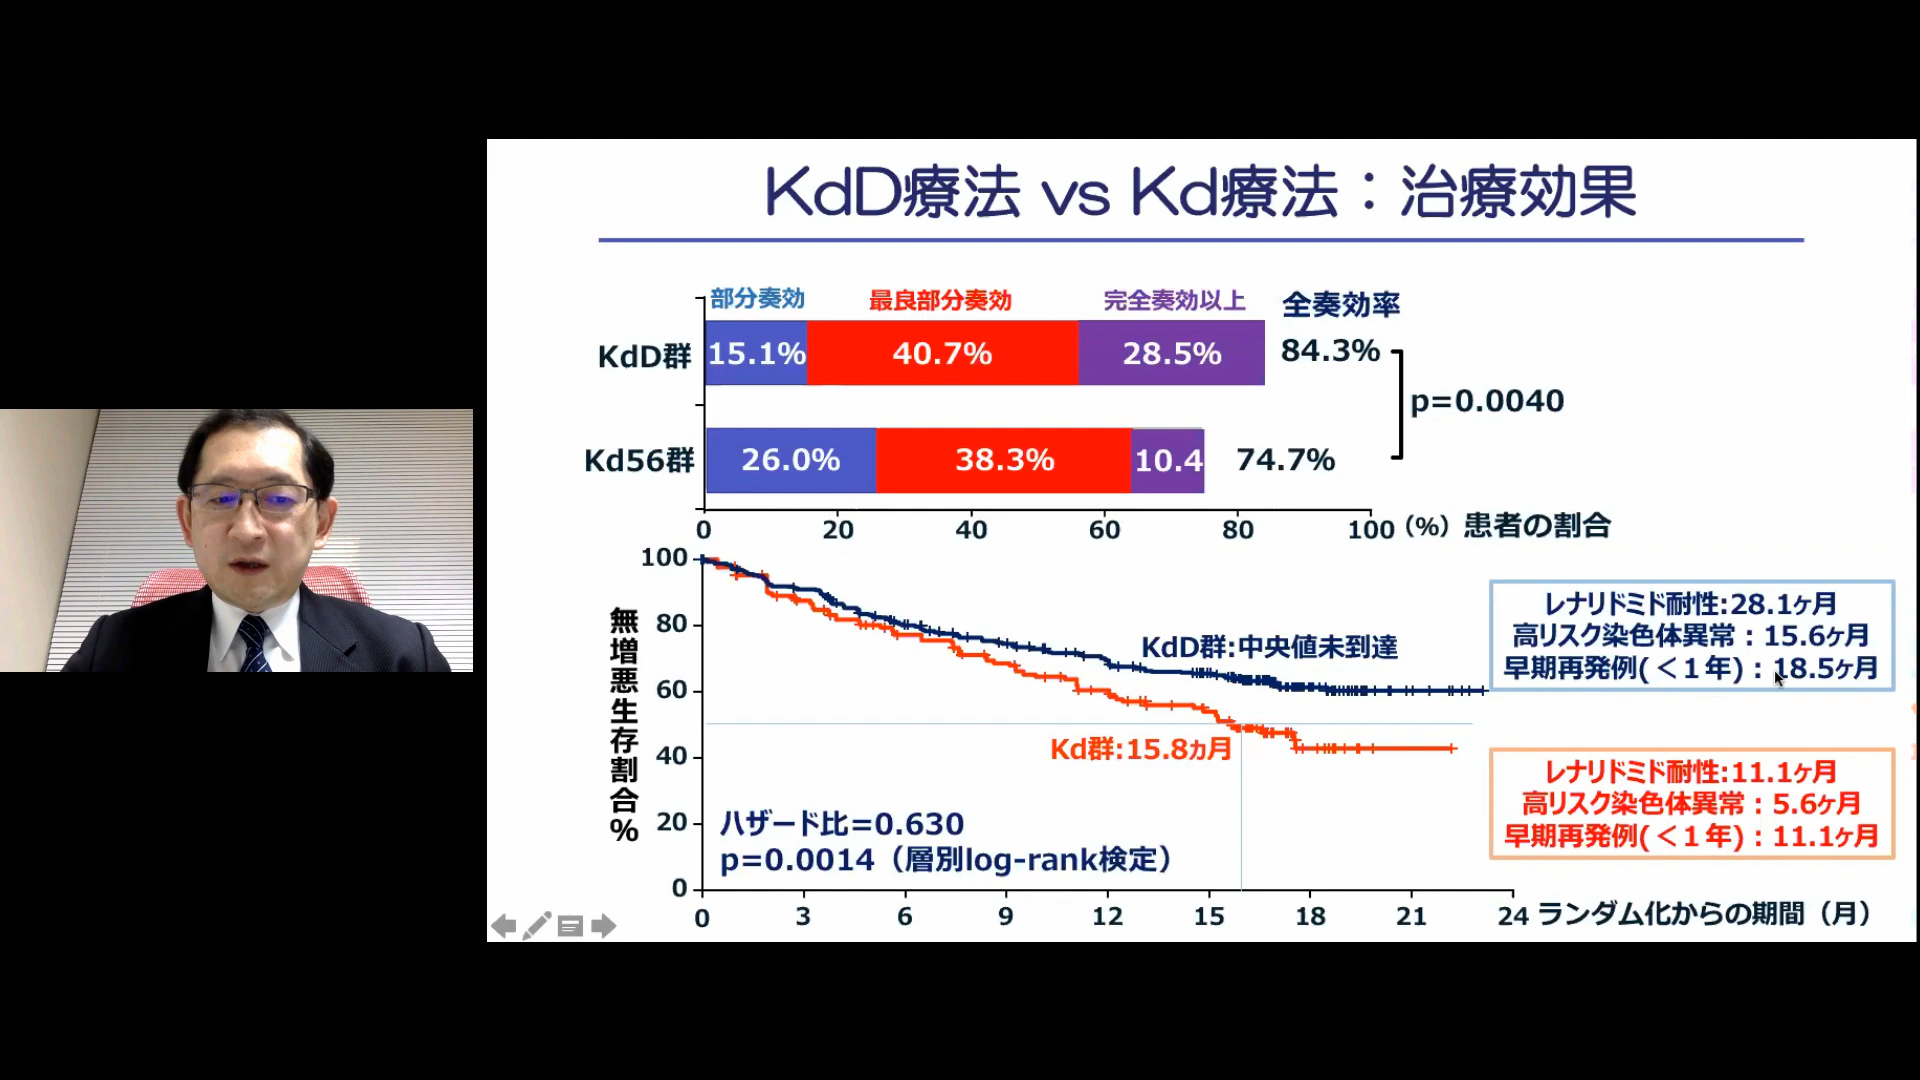 KdD療法 vs Kd療法：治療効果
部分奏効 最良部分奏効 完全奏効以上 全奏効率
KdD群 15.1% 40.7% 28.5% 84.3%
p=0.0040
Kd56群 26.0% 38.3% 10.4 74.7%
0 20 40 60 80 100 (%) 患者の割合
無増悪生存割合%
100
80
60
40
20
0
KdD群:中央値未到達
Kd群:15.8ヵ月
ハザード比=0.630
p=0.0014（層別log-rank検定）
0 3 6 9 12 15 18 21 24 ランダム化からの期間（月）
レナリドミド耐性:28.1ヶ月
高リスク染色体異常：15.6ヶ月
早期再発例(＜1年)：18.5ヶ月
レナリドミド耐性:11.1ヶ月
高リスク染色体異常：5.6ヶ月
早期再発例(＜1年)：11.1ヶ月